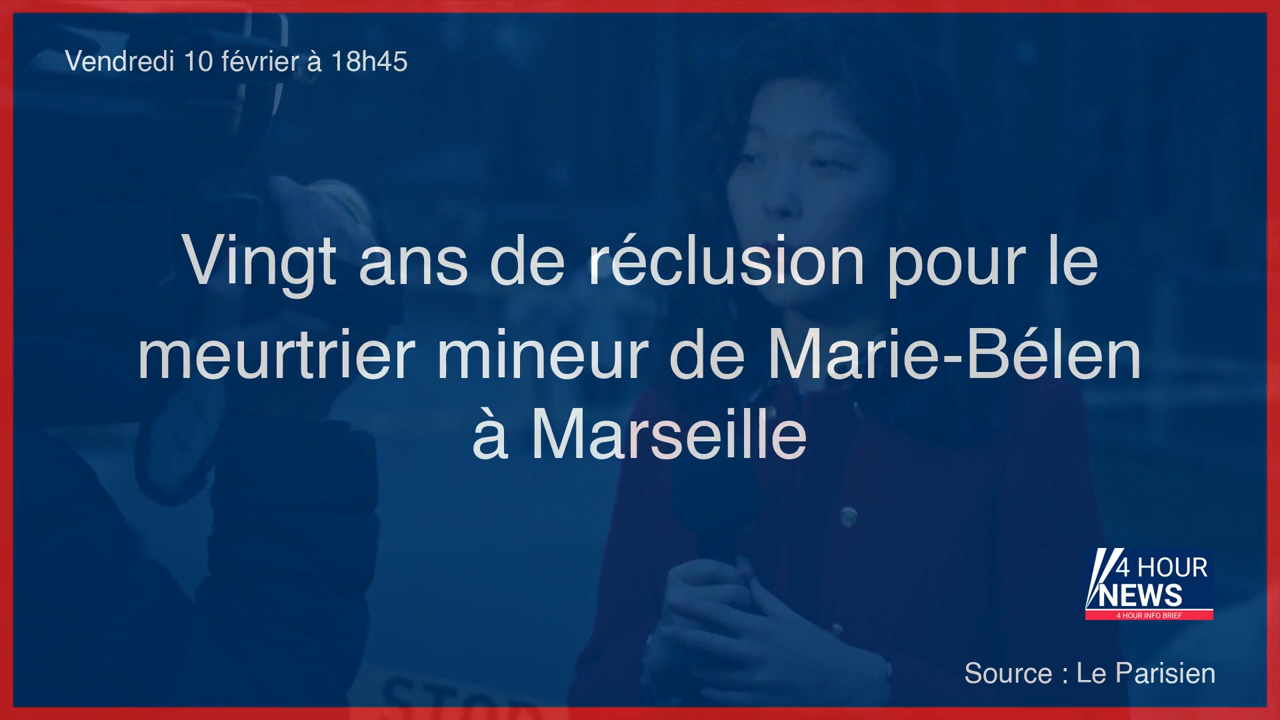 Vendredi 10 février à 18h45
Vingt ans de réclusion pour le
meurtrier mineur de Marie-Bélen
à Marseille
4 HOUR
NEWS
4 HOUR INFO BRIEF
Source : Le Parisien
STOP